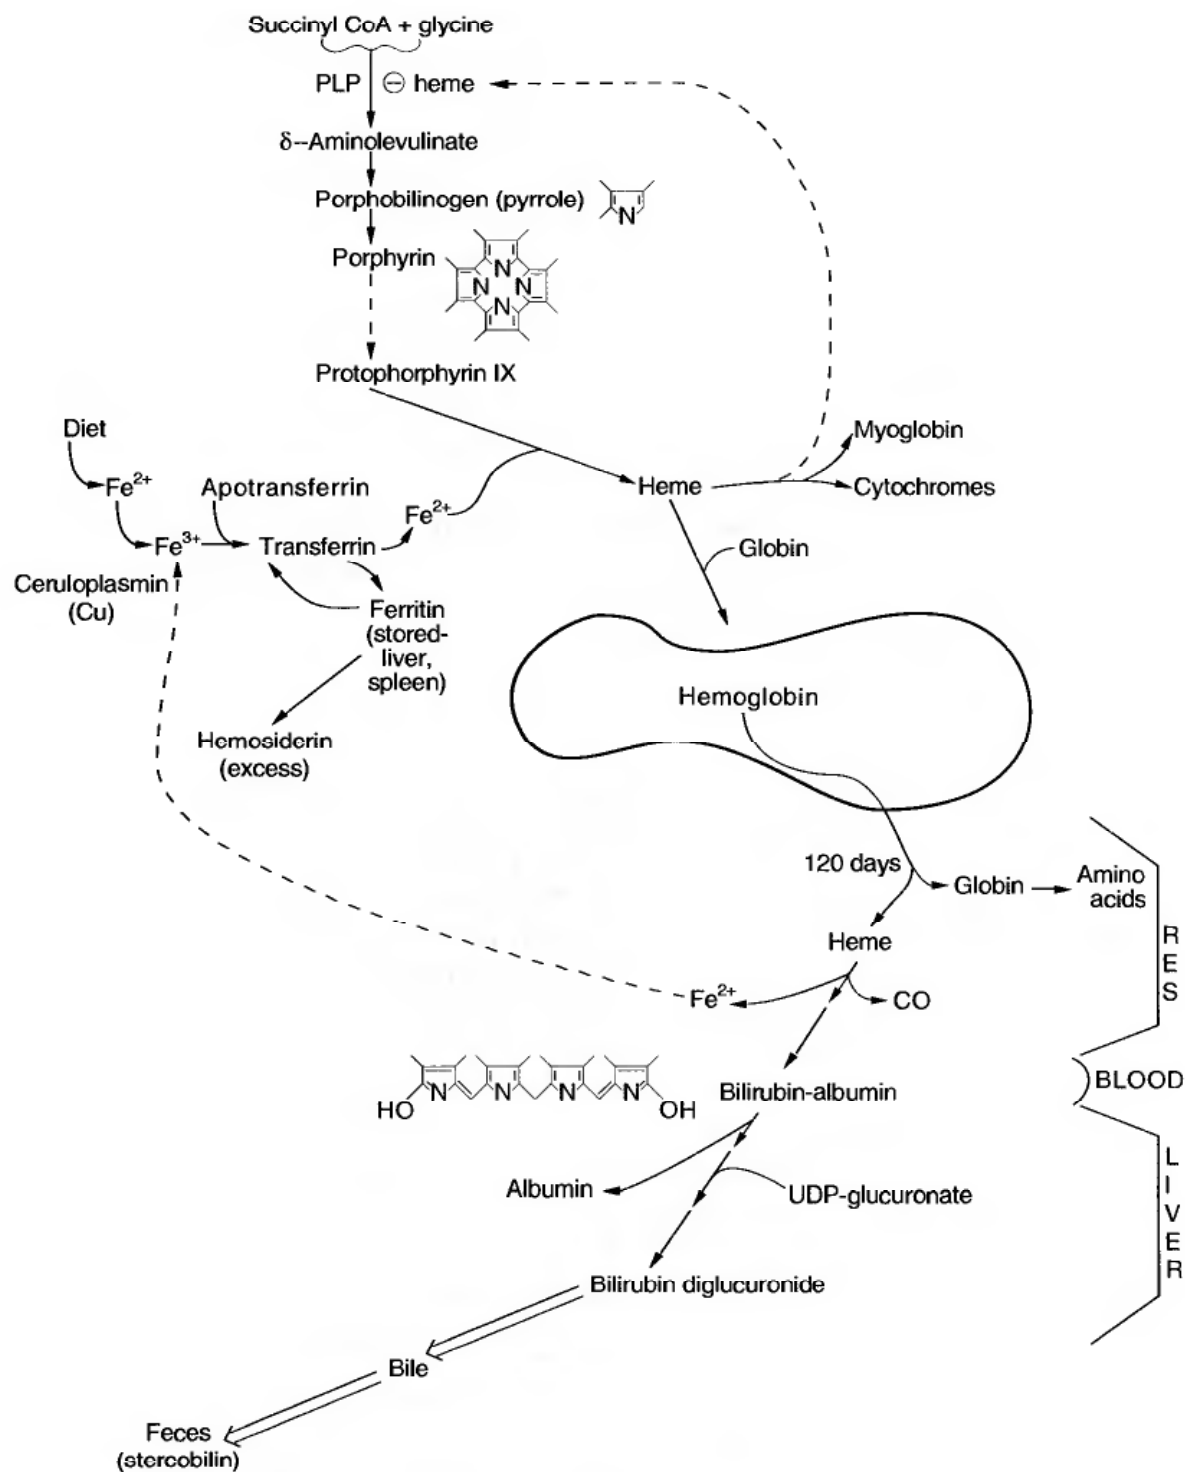 Succinyl CoA + glycine
PLP ⊖ heme
δ--Aminolevulinate
Porphobilinogen (pyrrole)
N
Porphyrin
N
N N
N
Protophorphyrin IX
Diet
Myoglobin
Fe2+
Apotransferrin
Heme
Cytochromes
Fe2+
Fe3+
Transferrin
Globin
Ceruloplasmin
(Cu)
Ferritin
(stored-
liver,
spleen)
Hemoglobin
Hemosiderin
(excess)
120 days
Globin
Amino
acids
Heme
RES
Fe2+
CO
HO N N N N OH
Bilirubin-albumin
BLOOD
Albumin
UDP-glucuronate
LIVER
Bilirubin diglucuronide
Bile
Feces
(stercobilin)